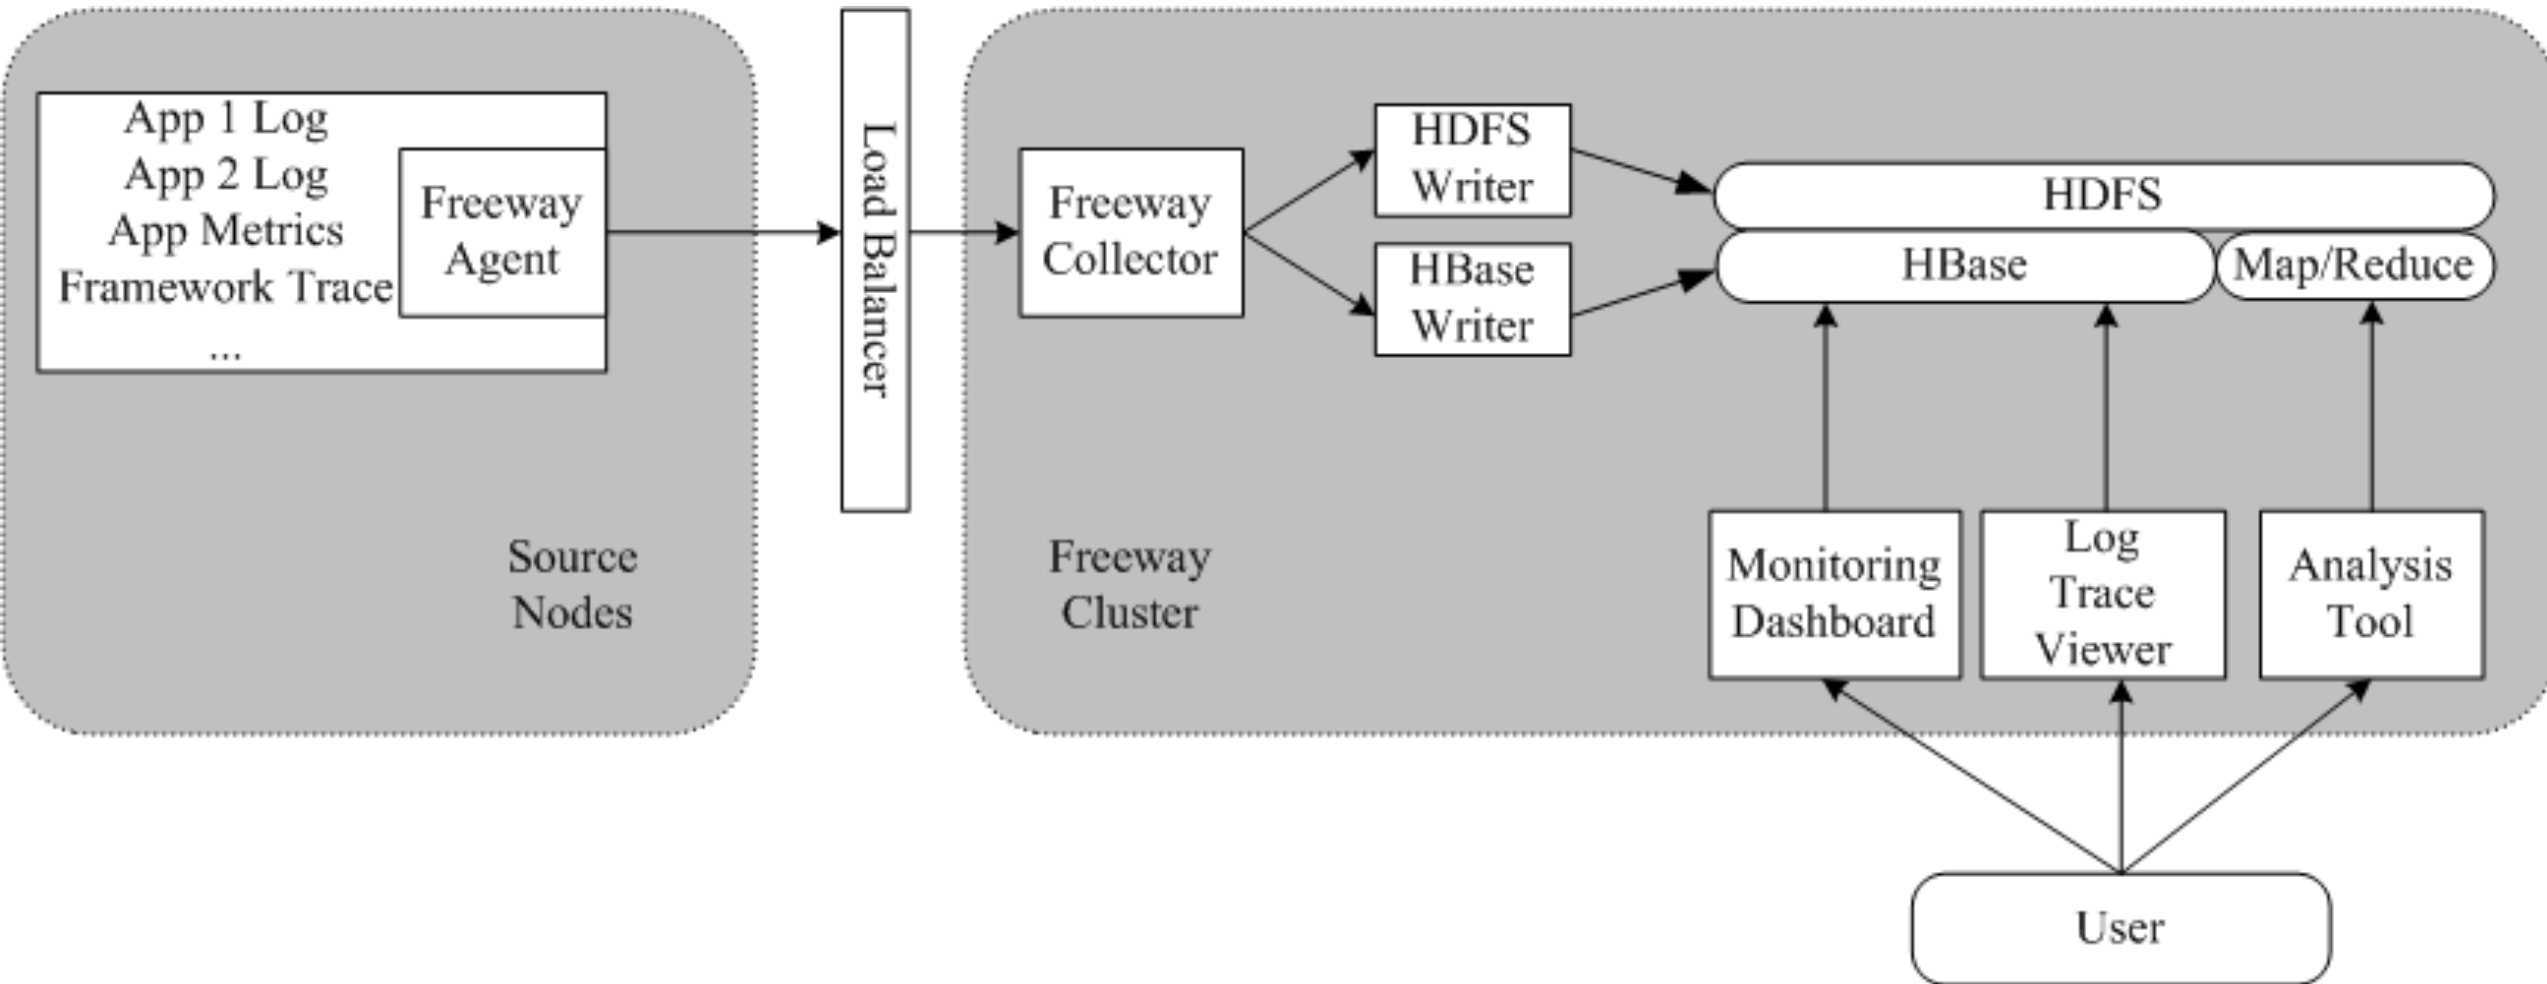 App 1 Log
App 2 Log
App Metrics
Framework Trace
...
Freeway
Agent
Source
Nodes
Load Balancer
Freeway
Collector
HDFS
Writer
HBase
Writer
HDFS
HBase
Map/Reduce
Freeway
Cluster
Monitoring
Dashboard
Log
Trace
Viewer
Analysis
Tool
User